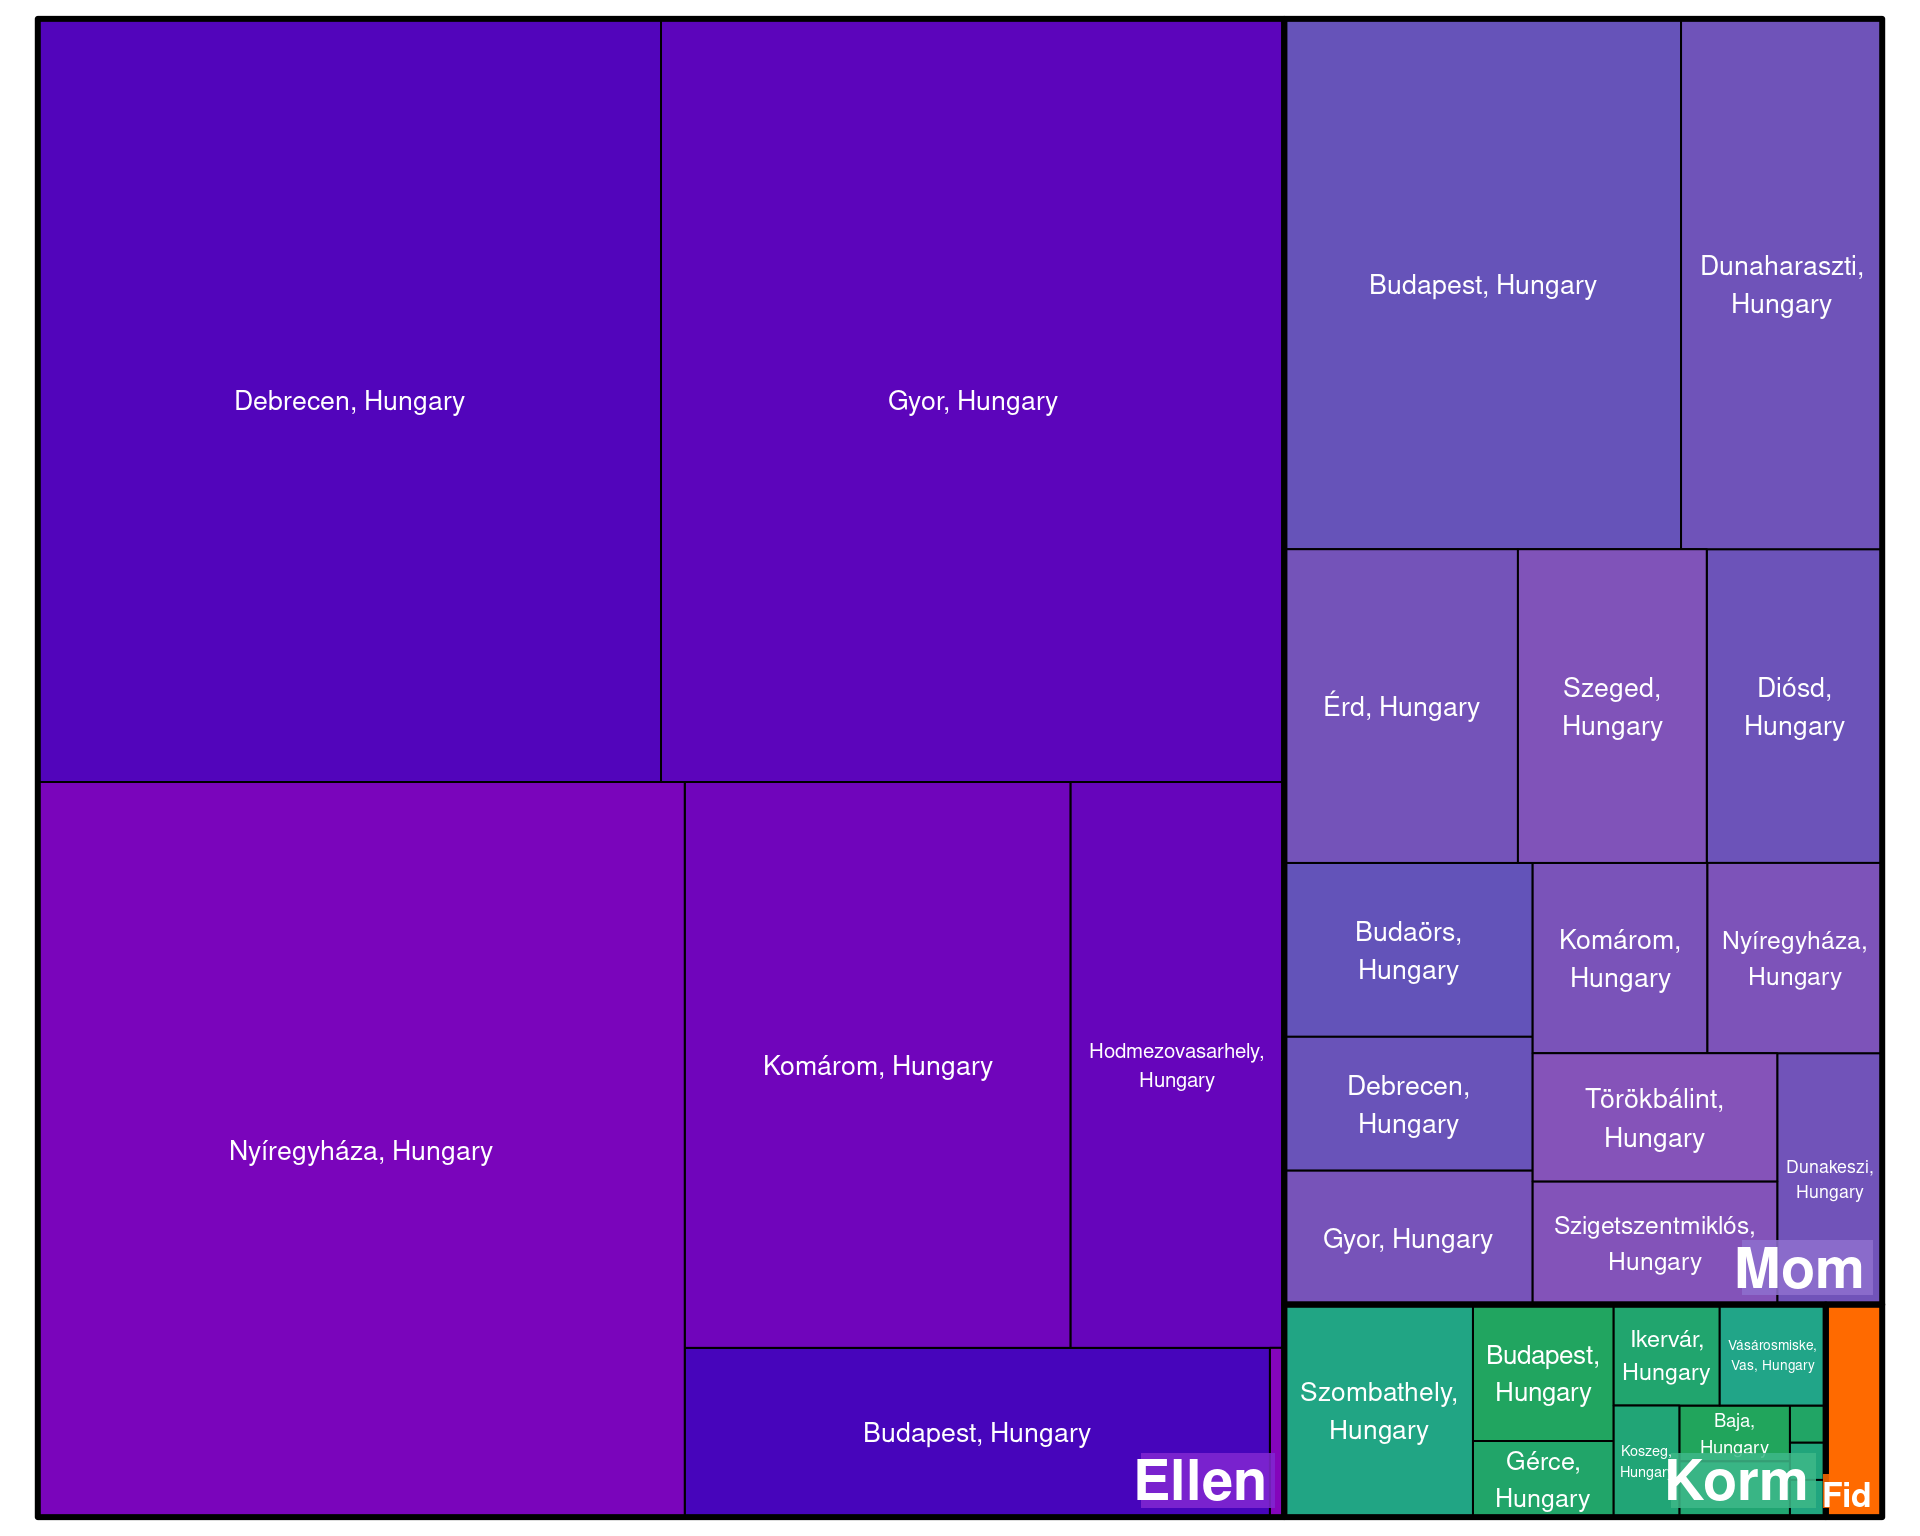 Debrecen, Hungary
Gyor, Hungary
Nyíregyháza, Hungary
Komárom, Hungary
Hodmezovasarhely,
Hungary
Budapest, Hungary
Ellen
Budapest, Hungary
Dunaharaszti,
Hungary
Érd, Hungary
Szeged,
Hungary
Diósd,
Hungary
Budaörs,
Hungary
Komárom,
Hungary
Nyíregyháza,
Hungary
Debrecen,
Hungary
Gyor, Hungary
Törökbálint,
Hungary
Szigetszentmiklós,
Hungary
Dunakeszi,
Hungary
Mom
Szombathely,
Hungary
Budapest,
Hungary
Gérce,
Hungary
Ikervár,
Hungary
Vásárosmiske,
Vas, Hungary
Koszeg,
Hungary
Baja,
Hungary
Korm
Fid